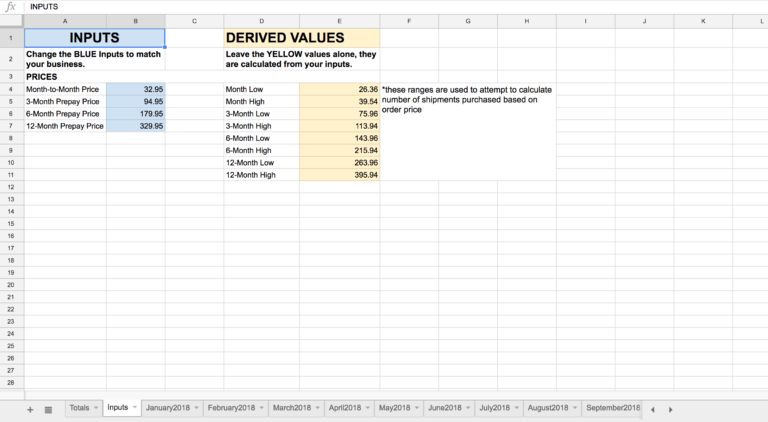 fx INPUTS
A B C D E F G H I J K L
1 INPUTS DERIVED VALUES
2 Change the BLUE Inputs to match your business. Leave the YELLOW values alone, they are calculated from your inputs.
3 PRICES
4 Month-to-Month Price 32.95 Month Low 26.36 *these ranges are used to attempt to calculate
5 3-Month Prepay Price 94.95 Month High 39.54 number of shipments purchased based on
6 6-Month Prepay Price 179.95 3-Month Low 75.96 order price
7 12-Month Prepay Price 329.95 3-Month High 113.94
8 6-Month Low 143.96
9 6-Month High 215.94
10 12-Month Low 263.96
11 12-Month High 395.94
12
13
14
15
16
17
18
19
20
21
22
23
24
25
26
27
28
Totals Inputs January2018 February2018 March2018 April2018 May2018 June2018 July2018 August2018 September2018